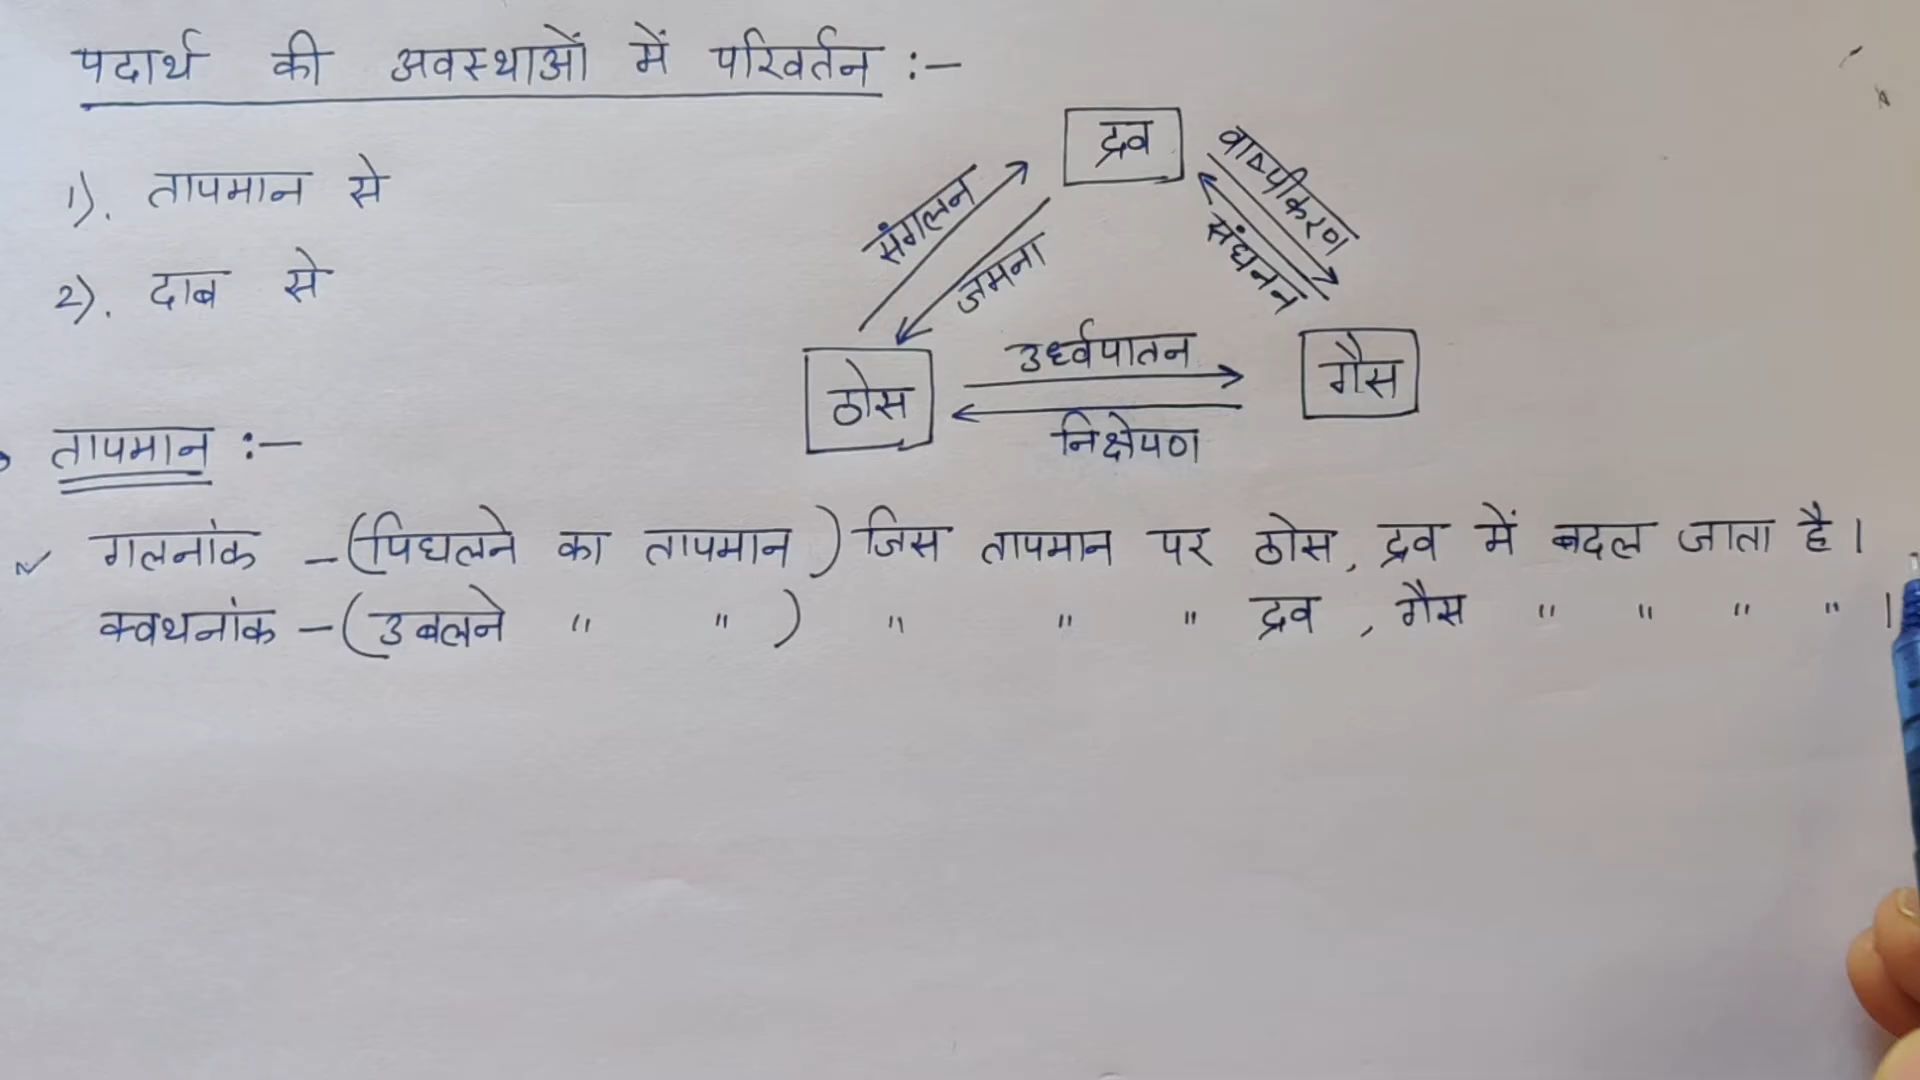 पदार्थ की अवस्थाओं में परिवर्तन :-
1). तापमान से
2). दाब से
द्रव
संगलन
जमना
वाष्पीकरण
संघनन
ठोस
उर्ध्वपातन
निक्षेपण
गैस
तापमान :-
गलनांक - (पिघलने का तापमान) जिस तापमान पर ठोस, द्रव में बदल जाता है।
क्वथनांक - (उबलने " ") " " " द्रव, गैस " " " " ।